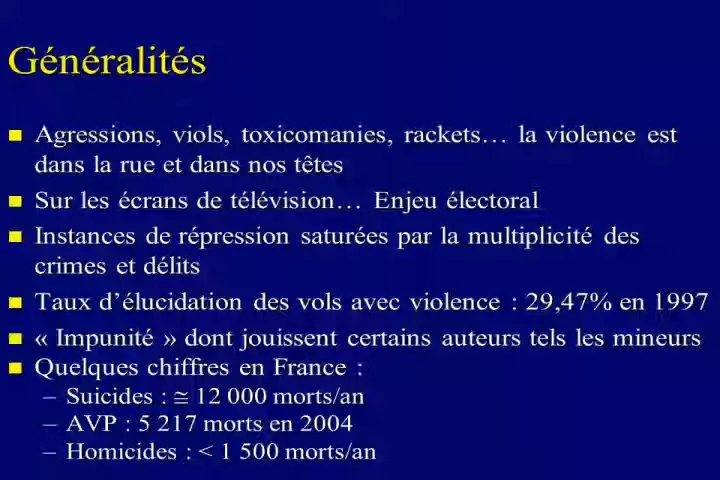 Généralités
Agressions, viols, toxicomanies, rackets… la violence est
dans la rue et dans nos têtes
Sur les écrans de télévision… Enjeu électoral
Instances de répression saturées par la multiplicité des
crimes et délits
Taux d’élucidation des vols avec violence : 29,47% en 1997
« Impunité » dont jouissent certains auteurs tels les mineurs
Quelques chiffres en France :
– Suicides : ≅ 12 000 morts/an
– AVP : 5 217 morts en 2004
– Homicides : < 1 500 morts/an